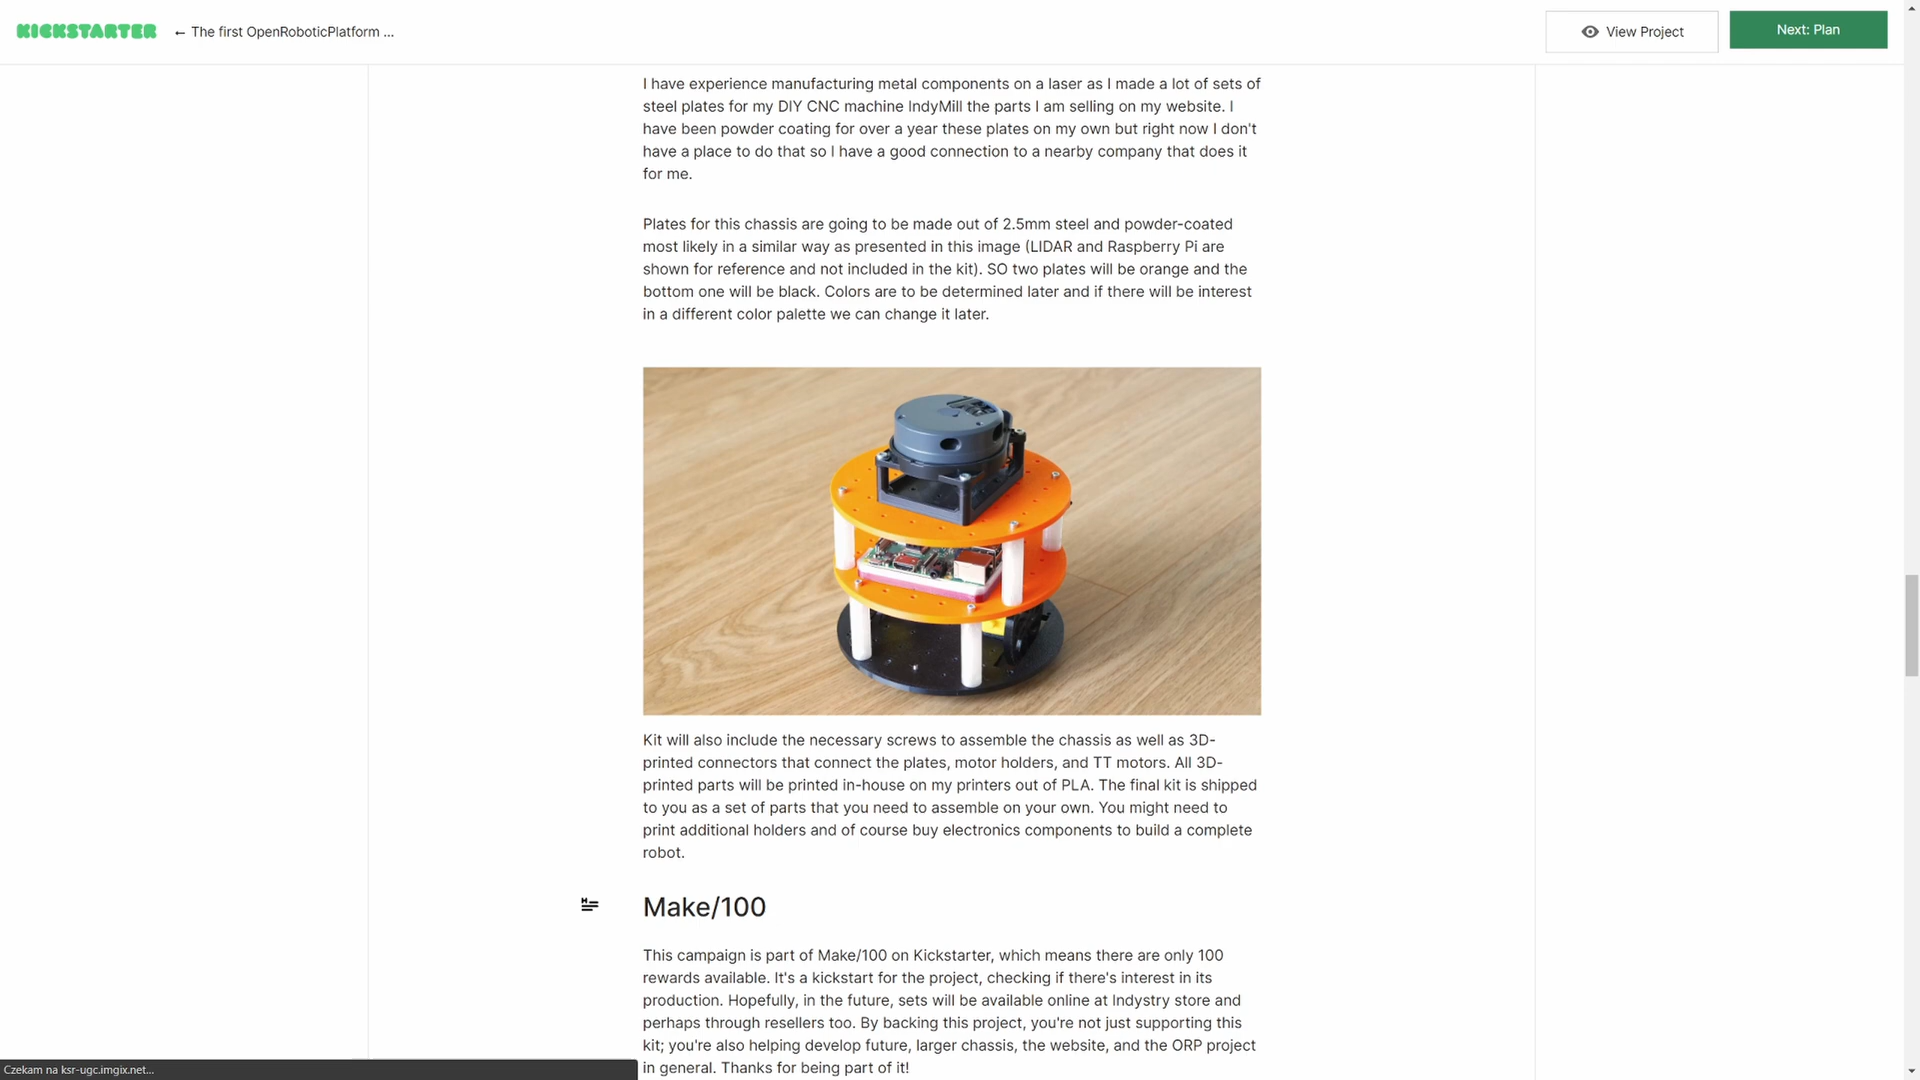 KICKSTARTER
← The first OpenRoboticPlatform ...
View Project
Next: Plan
I have experience manufacturing metal components on a laser as I made a lot of sets of
steel plates for my DIY CNC machine IndyMill the parts I am selling on my website. I
have been powder coating for over a year these plates on my own but right now I don't
have a place to do that so I have a good connection to a nearby company that does it
for me.
Plates for this chassis are going to be made out of 2.5mm steel and powder-coated
most likely in a similar way as presented in this image (LIDAR and Raspberry Pi are
shown for reference and not included in the kit). SO two plates will be orange and the
bottom one will be black. Colors are to be determined later and if there will be interest
in a different color palette we can change it later.
Kit will also include the necessary screws to assemble the chassis as well as 3D-
printed connectors that connect the plates, motor holders, and TT motors. All 3D-
printed parts will be printed in-house on my printers out of PLA. The final kit is shipped
to you as a set of parts that you need to assemble on your own. You might need to
print additional holders and of course buy electronics components to build a complete
robot.
Make/100
This campaign is part of Make/100 on Kickstarter, which means there are only 100
rewards available. It's a kickstart for the project, checking if there's interest in its
production. Hopefully, in the future, sets will be available online at Indystry store and
perhaps through resellers too. By backing this project, you're not just supporting this
kit; you're also helping develop future, larger chassis, the website, and the ORP project
in general. Thanks for being part of it!
Czekam na ksr-ugc.imgix.net...